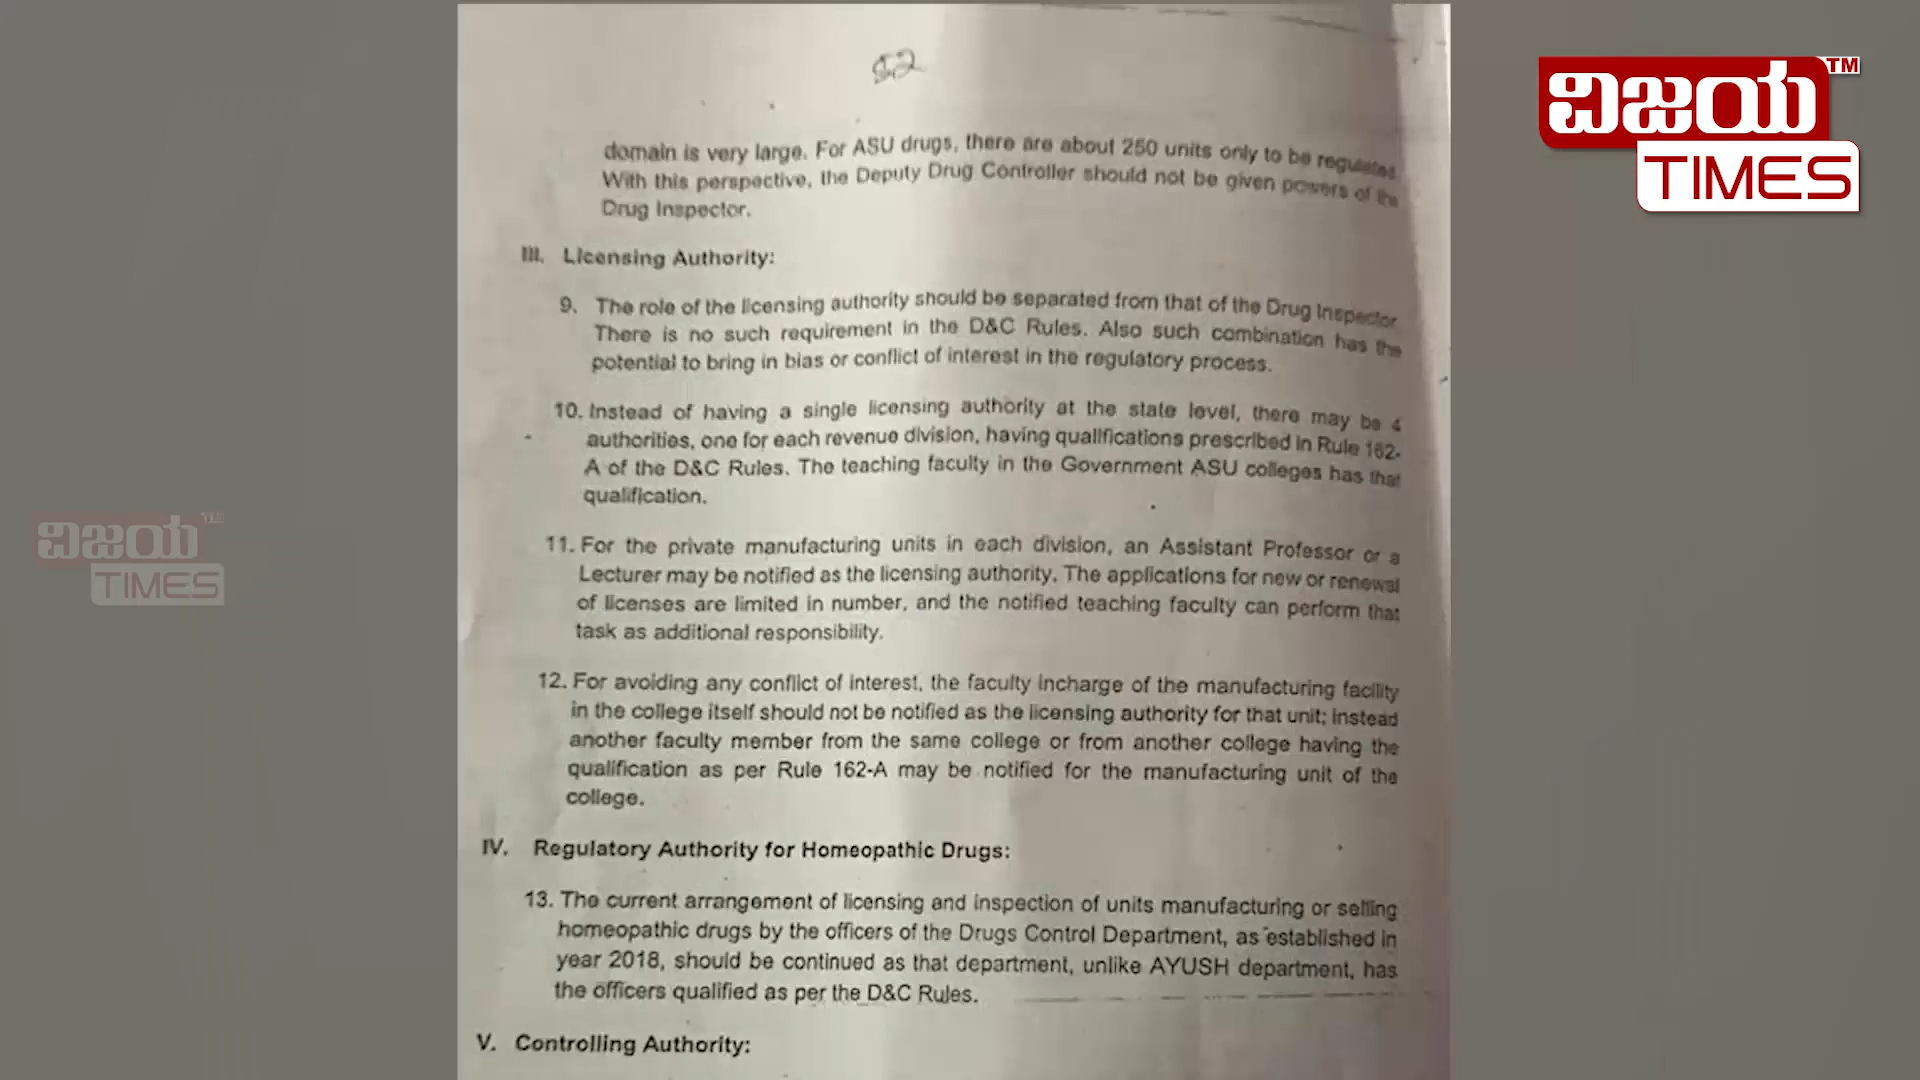 52
domain is very large. For ASU drugs, there are about 250 units only to be regulated.
With this perspective, the Deputy Drug Controller should not be given powers of the
Drug Inspector.
III. Licensing Authority:
9. The role of the licensing authority should be separated from that of the Drug Inspector.
There is no such requirement in the D&C Rules. Also such combination has the
potential to bring in bias or conflict of interest in the regulatory process.
10. Instead of having a single licensing authority at the state level, there may be 4
authorities, one for each revenue division, having qualifications prescribed in Rule 162-
A of the D&C Rules. The teaching faculty in the Government ASU colleges has that
qualification.
11. For the private manufacturing units in each division, an Assistant Professor or a
Lecturer may be notified as the licensing authority. The applications for new or renewal
of licenses are limited in number, and the notified teaching faculty can perform that
task as additional responsibility.
12. For avoiding any conflict of interest, the faculty incharge of the manufacturing facility
in the college itself should not be notified as the licensing authority for that unit; instead
another faculty member from the same college or from another college having the
qualification as per Rule 162-A may be notified for the manufacturing unit of the
college.
IV. Regulatory Authority for Homeopathic Drugs:
13. The current arrangement of licensing and inspection of units manufacturing or selling
homeopathic drugs by the officers of the Drugs Control Department, as established in
year 2018, should be continued as that department, unlike AYUSH department, has
the officers qualified as per the D&C Rules.
V. Controlling Authority:
ವಿಜಯ TM
TIMES
ವಿಜಯ TM
TIMES